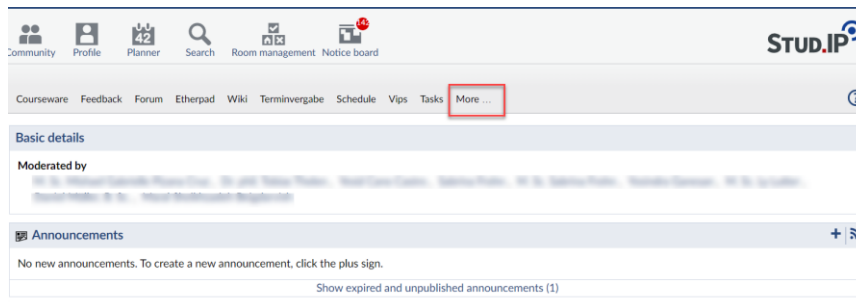 142
42
Community Profile Planner Search Room management Notice board
STUD.IP
Courseware Feedback Forum Etherpad Wiki Terminvergabe Schedule Vips Tasks More ...
Basic details
Moderated by
Announcements
No new announcements. To create a new announcement, click the plus sign.
Show expired and unpublished announcements (1)